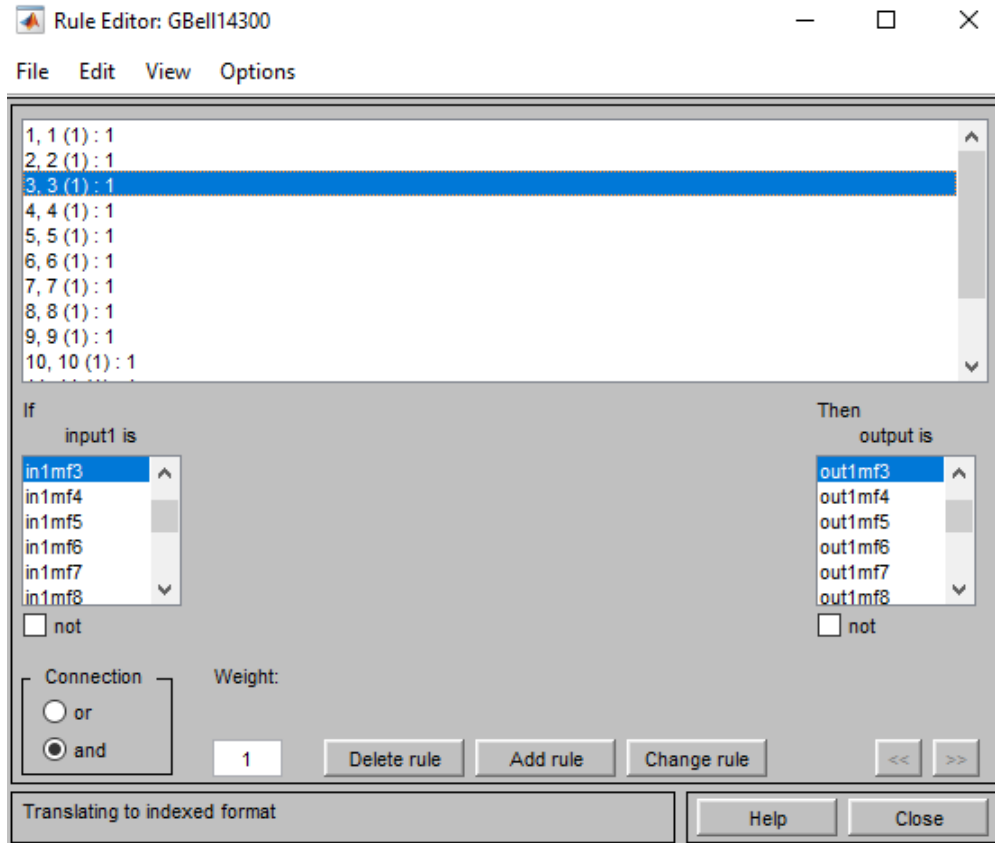 Rule Editor: GBell14300
File Edit View Options
1, 1 (1) : 1
2, 2 (1) : 1
3, 3 (1) : 1
4, 4 (1) : 1
5, 5 (1) : 1
6, 6 (1) : 1
7, 7 (1) : 1
8, 8 (1) : 1
9, 9 (1) : 1
10, 10 (1) : 1
If
input1 is
in1mf3
in1mf4
in1mf5
in1mf6
in1mf7
in1mf8
not
Then
output is
out1mf3
out1mf4
out1mf5
out1mf6
out1mf7
out1mf8
not
Connection
or
and
Weight:
1
Delete rule
Add rule
Change rule
<< >>
Translating to indexed format
Help
Close